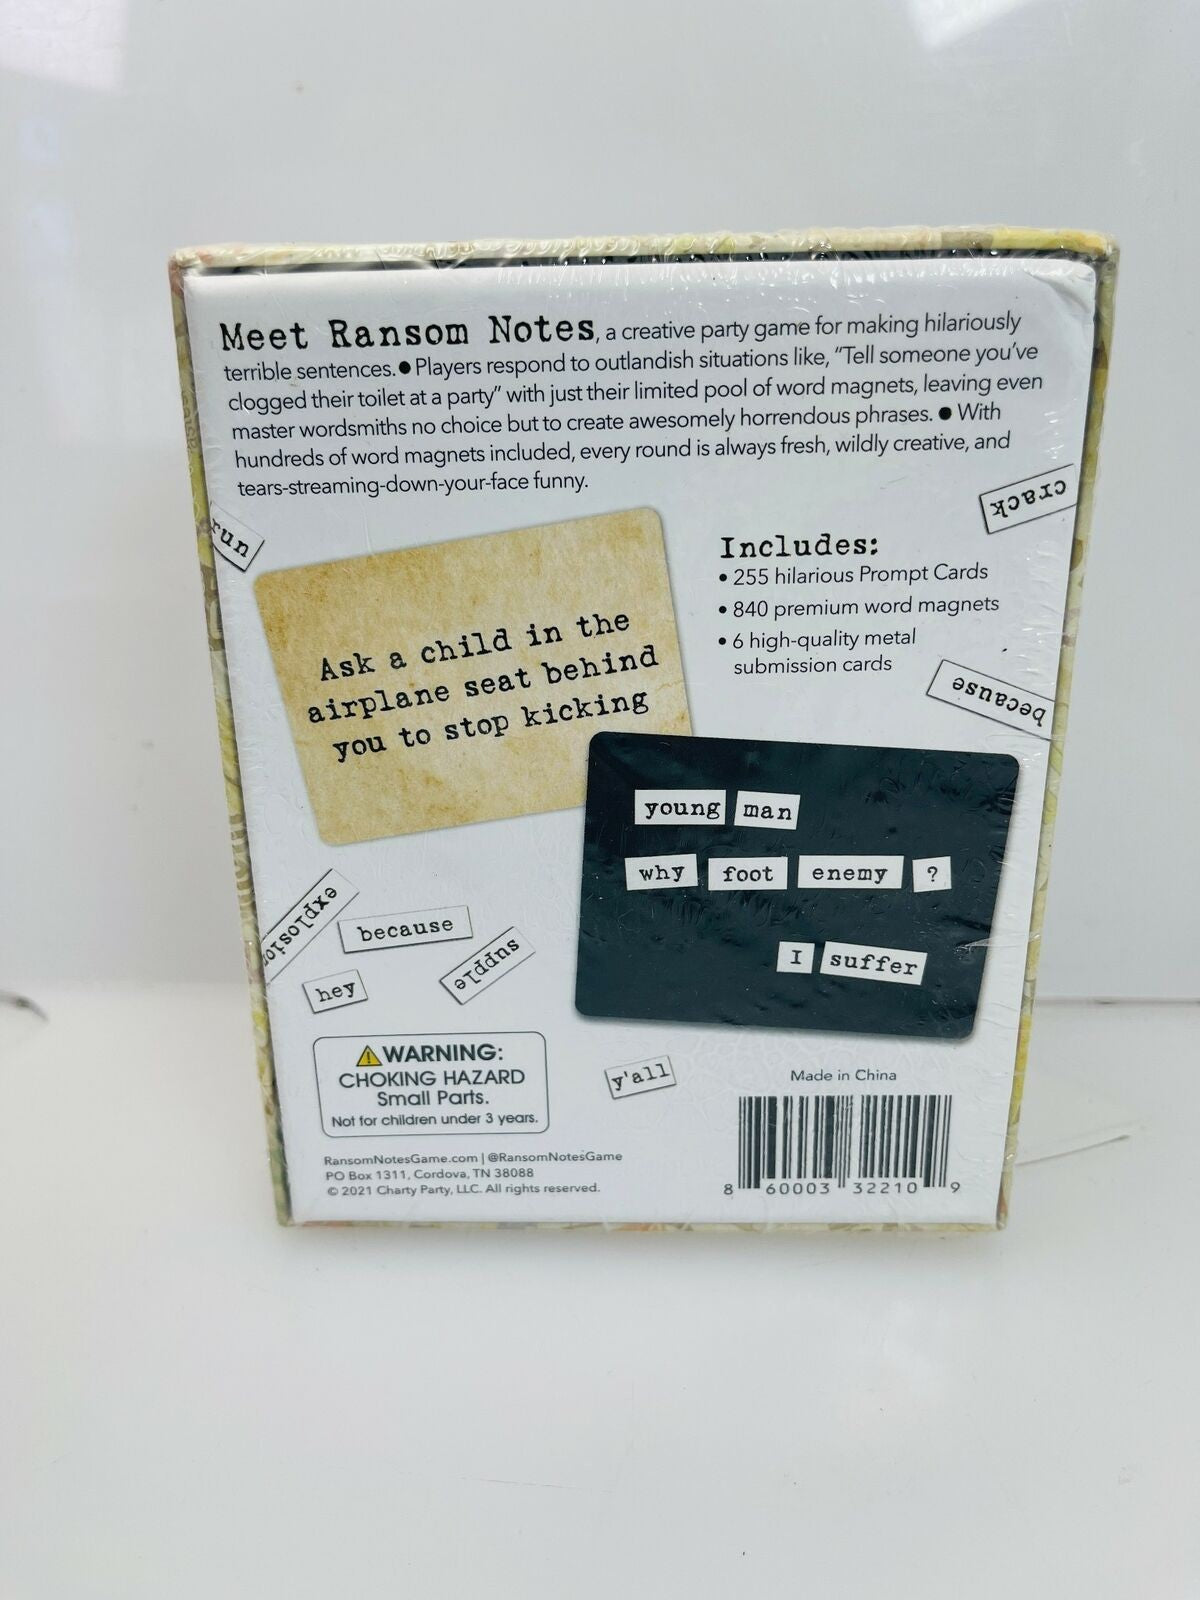 Meet Ransom Notes, a creative party game for making hilariously
terrible sentences. ● Players respond to outlandish situations like, "Tell someone you've
clogged their toilet at a party" with just their limited pool of word magnets, leaving even
master wordsmiths no choice but to create awesomely horrendous phrases. ● With
hundreds of word magnets included, every round is always fresh, wildly creative, and
tears-streaming-down-your-face funny.
crack
run
Includes:
• 255 hilarious Prompt Cards
• 840 premium word magnets
• 6 high-quality metal
submission cards
Ask a child in the
airplane seat behind
you to stop kicking
because
young man
why foot enemy ?
I suffer
explosion
because
supple
hey
y'all
WARNING:
CHOKING HAZARD
Small Parts.
Not for children under 3 years.
RansomNotesGame.com | @RansomNotesGame
PO Box 1311, Cordova, TN 38088
© 2021 Charty Party, LLC. All rights reserved.
Made in China
8 60003 32210 9